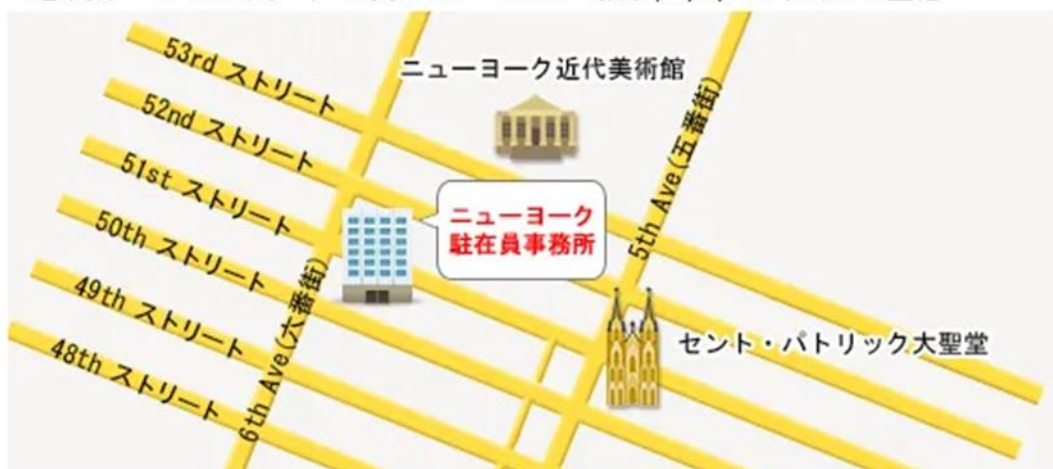 53rd ストリート
52nd ストリート
51st ストリート
50th ストリート
49th ストリート
48th ストリート
ニューヨーク近代美術館
5th Ave(五番街)
ニューヨーク
駐在員事務所
6th Ave(六番街)
セント・パトリック大聖堂